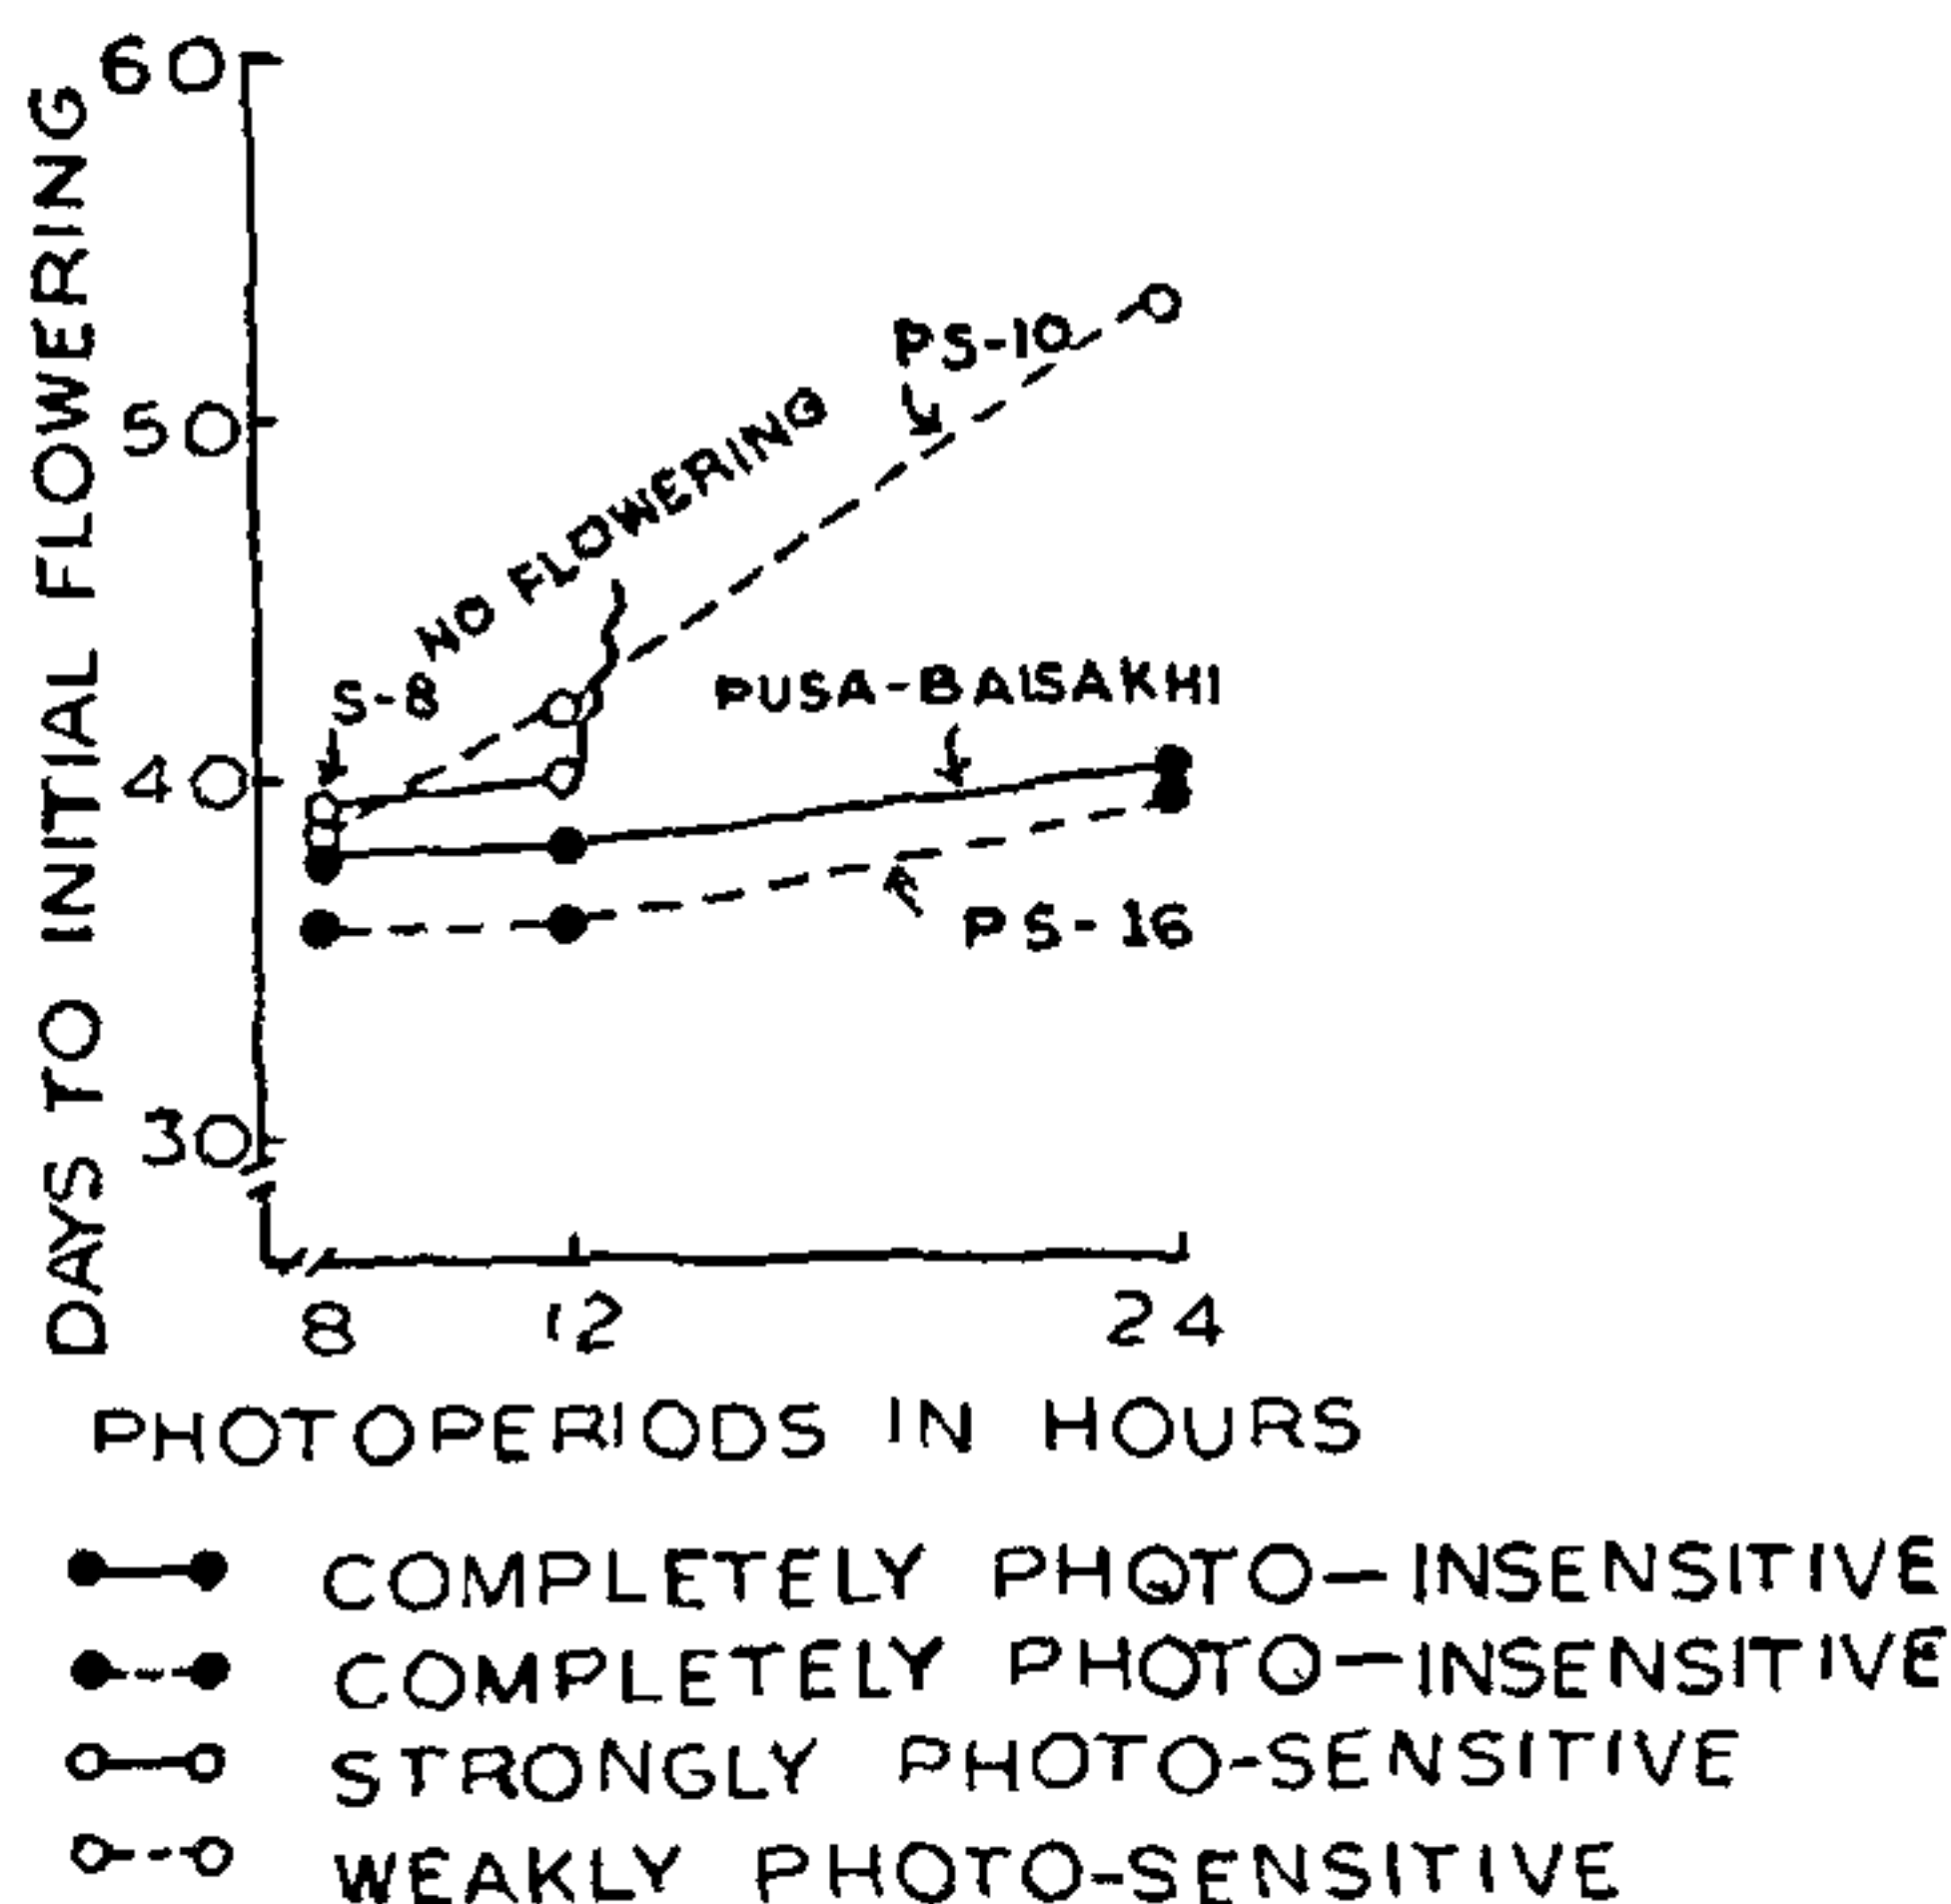 DAYS TO INITIAL FLOWERING
60
50
40
30
PS-10
NO FLOWERING
S-8
PUSA-BAISAKHI
PS-16
8 12 24
PHOTOPERIODS IN HOURS
COMPLETELY PHOTO-INSENSITIVE
COMPLETELY PHOTO-INSENSITIVE
STRONGLY PHOTO-SENSITIVE
WEAKLY PHOTO-SENSITIVE